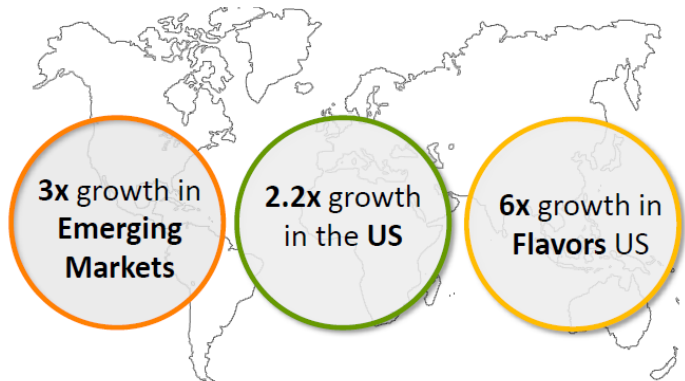 3x growth in
Emerging
Markets
2.2x growth
in the US
6x growth in
Flavors US